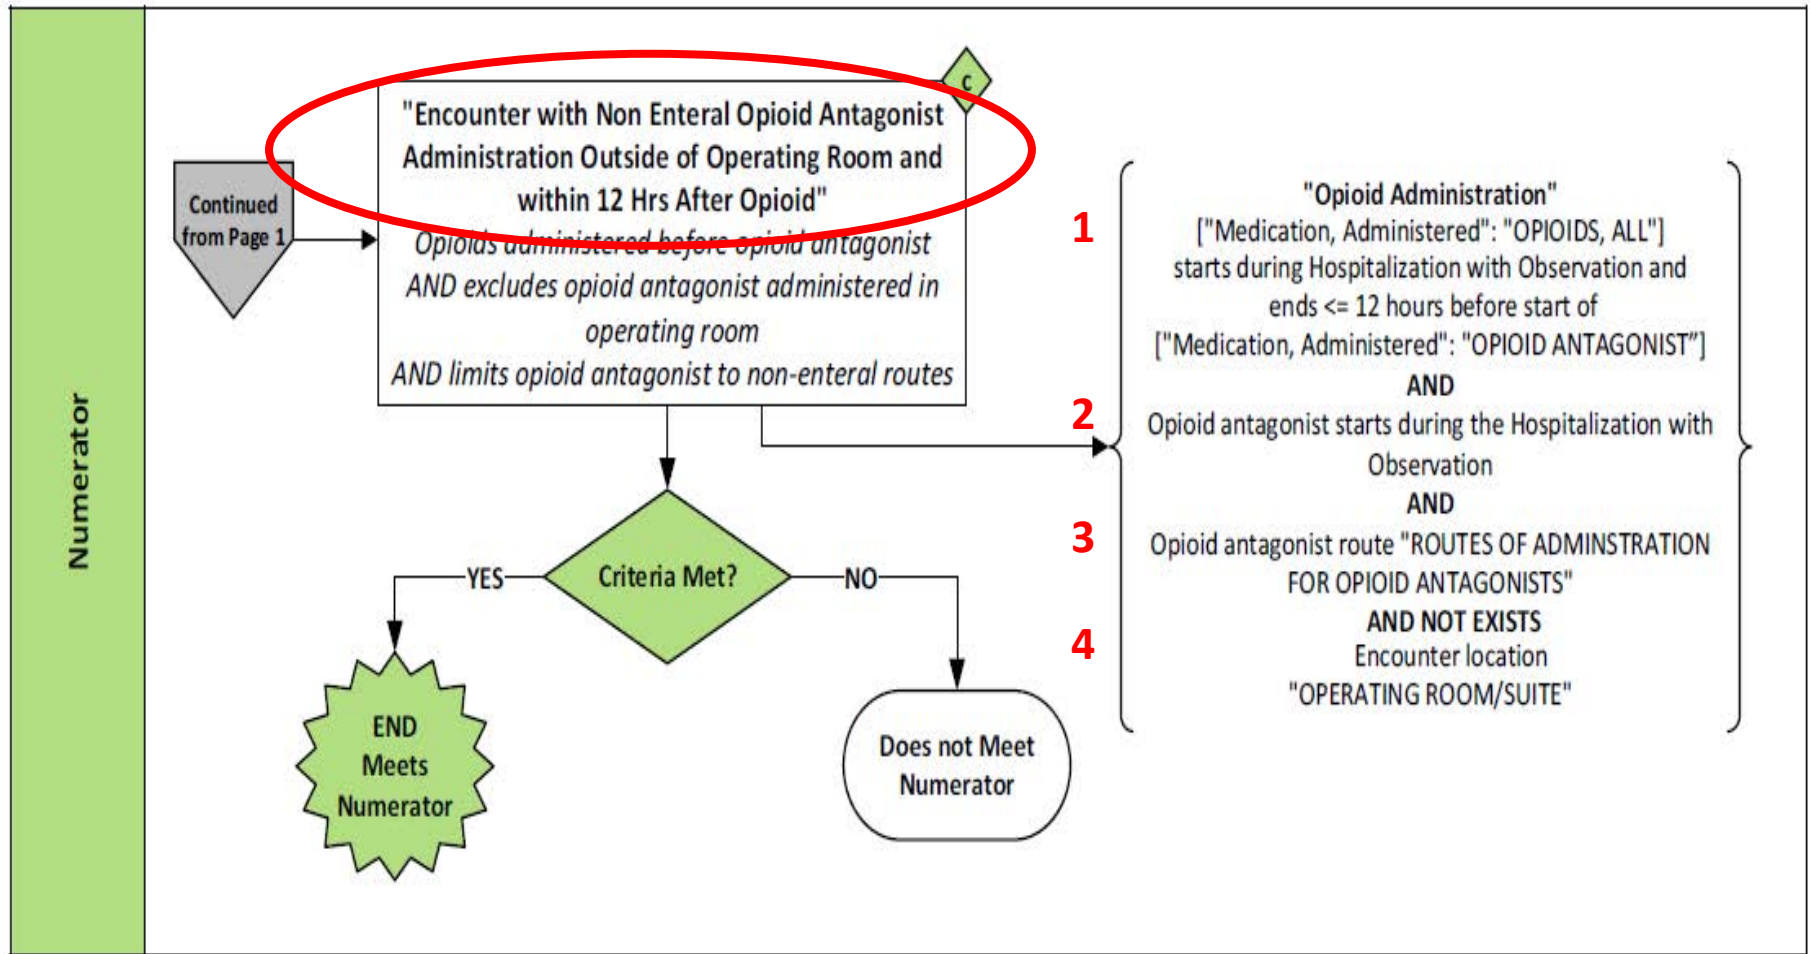 Numerator
Continued
from Page 1
C
"Encounter with Non Enteral Opioid Antagonist
Administration Outside of Operating Room and
within 12 Hrs After Opioid"
Opioids administered before opioid antagonist
AND excludes opioid antagonist administered in
operating room
AND limits opioid antagonist to non-enteral routes
Criteria Met?
YES
NO
END
Meets
Numerator
Does not Meet
Numerator
1
"Opioid Administration"
["Medication, Administered": "OPIOIDS, ALL"]
starts during Hospitalization with Observation and
ends <= 12 hours before start of
["Medication, Administered": "OPIOID ANTAGONIST”]
AND
2
Opioid antagonist starts during the Hospitalization with
Observation
AND
3
Opioid antagonist route "ROUTES OF ADMINSTRATION
FOR OPIOID ANTAGONISTS"
AND NOT EXISTS
4
Encounter location
"OPERATING ROOM/SUITE"